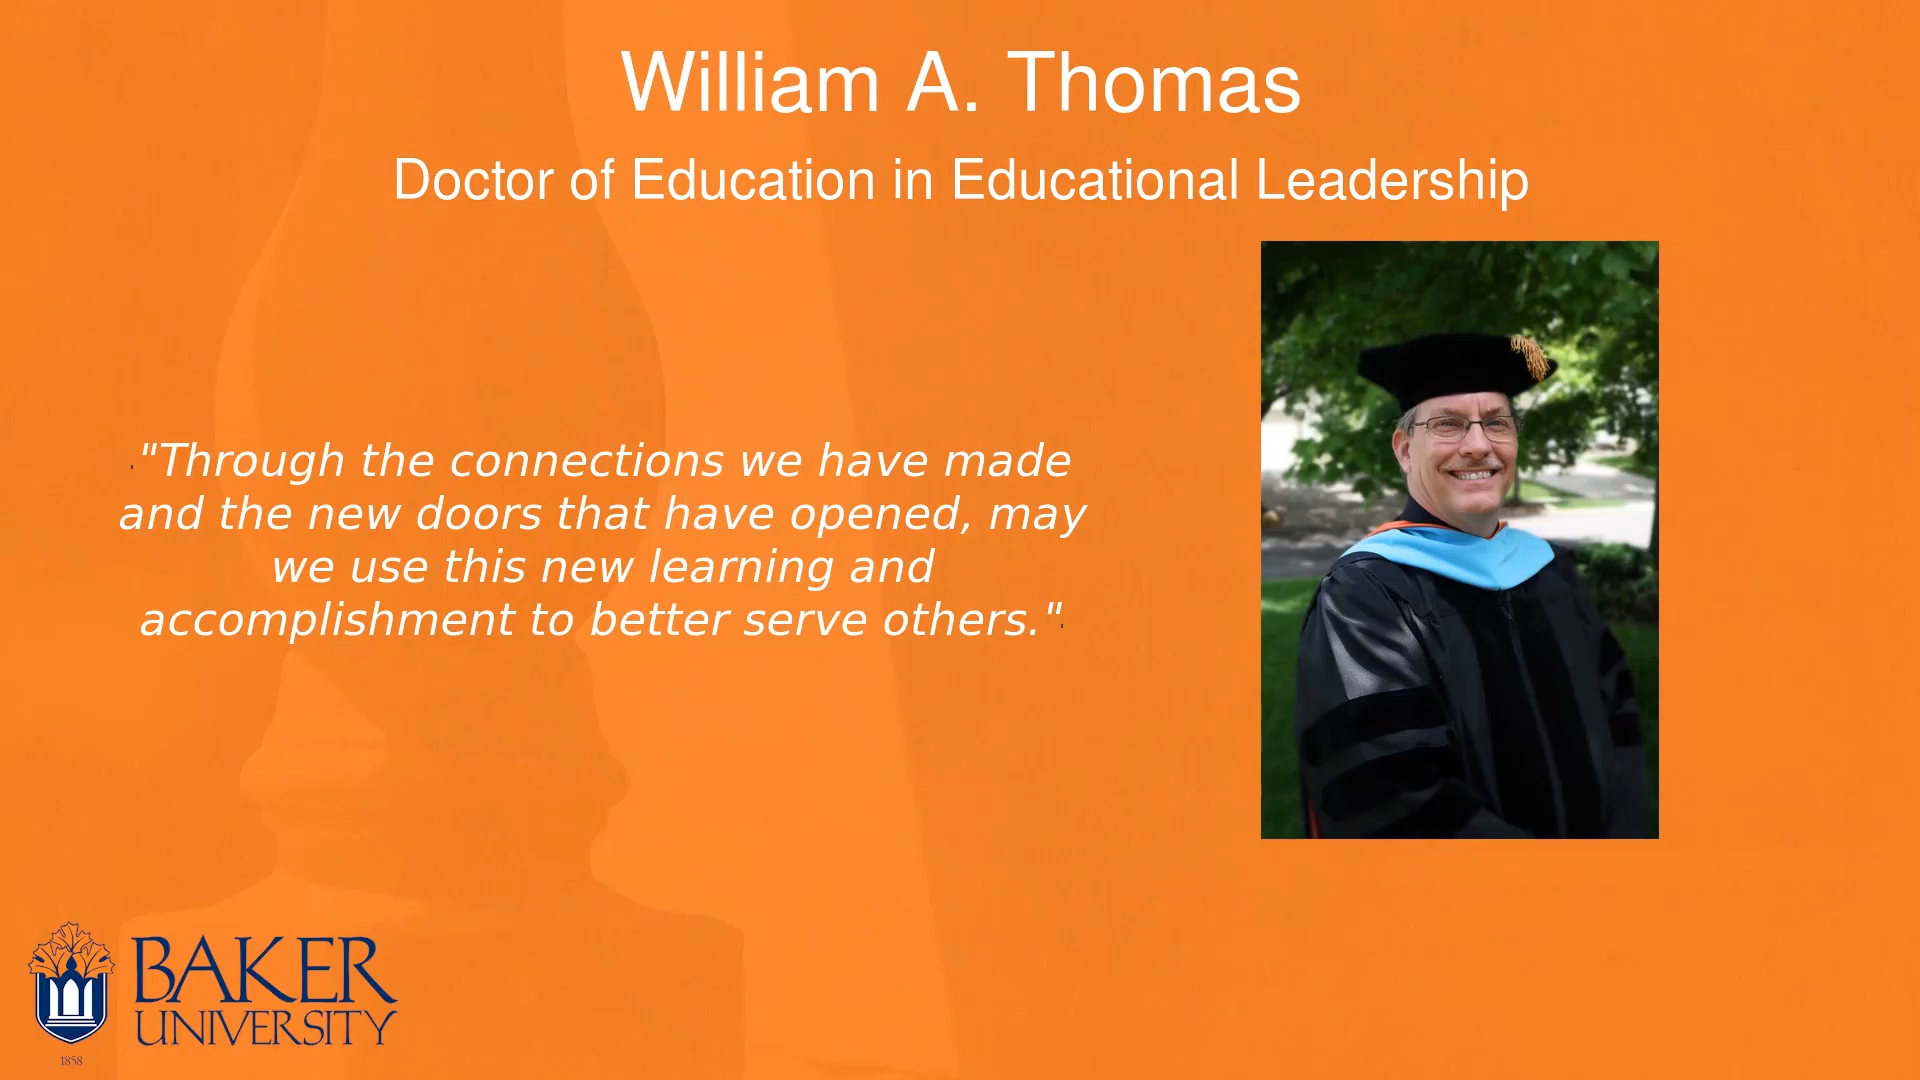 William A. Thomas
Doctor of Education in Educational Leadership
"Through the connections we have made
and the new doors that have opened, may
we use this new learning and
accomplishment to better serve others."
BAKER
UNIVERSITY
1858